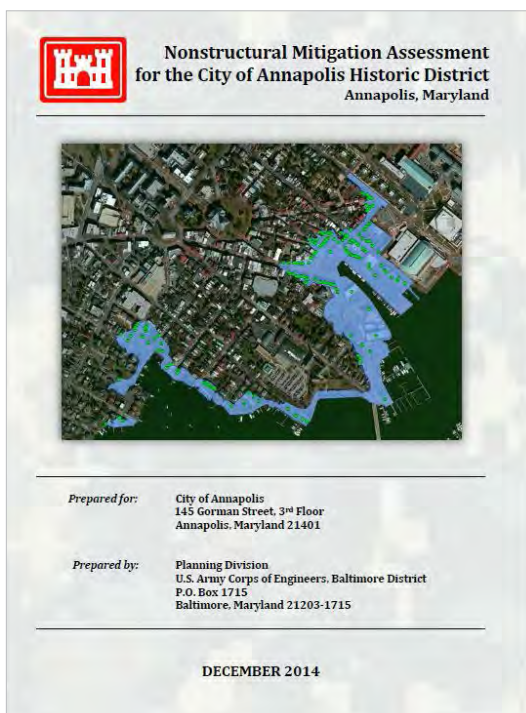 Nonstructural Mitigation Assessment
for the City of Annapolis Historic District
Annapolis, Maryland
Prepared for:
City of Annapolis
145 Gorman Street, 3rd Floor
Annapolis, Maryland 21401
Prepared by:
Planning Division
U.S. Army Corps of Engineers, Baltimore District
P.O. Box 1715
Baltimore, Maryland 21203-1715
DECEMBER 2014